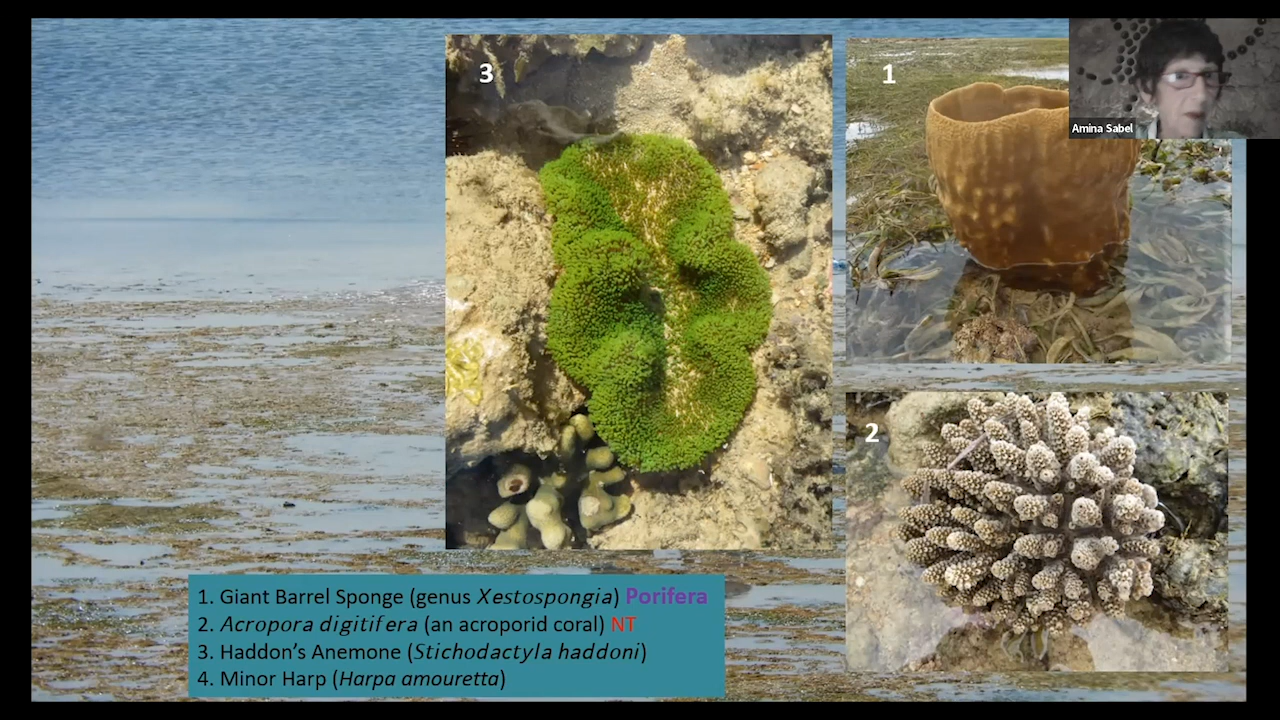 3
1
Amina Sabel
2
1. Giant Barrel Sponge (genus Xestospongia) Porifera
2. Acropora digitifera (an acroporid coral) NT
3. Haddon's Anemone (Stichodactyla haddoni)
4. Minor Harp (Harpa amouretta)